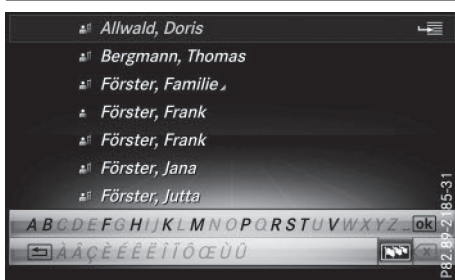 Allwald, Doris
Bergmann, Thomas
Förster, Familie
Förster, Frank
Förster, Frank
Förster, Jana
Förster, Jutta
ABCDEFGHIJKLMNOPQRSTUVWXYZ_ ok
ÀÂÇÈÉÊËÎÏÔŒÙÛ
P82.89-2185-31